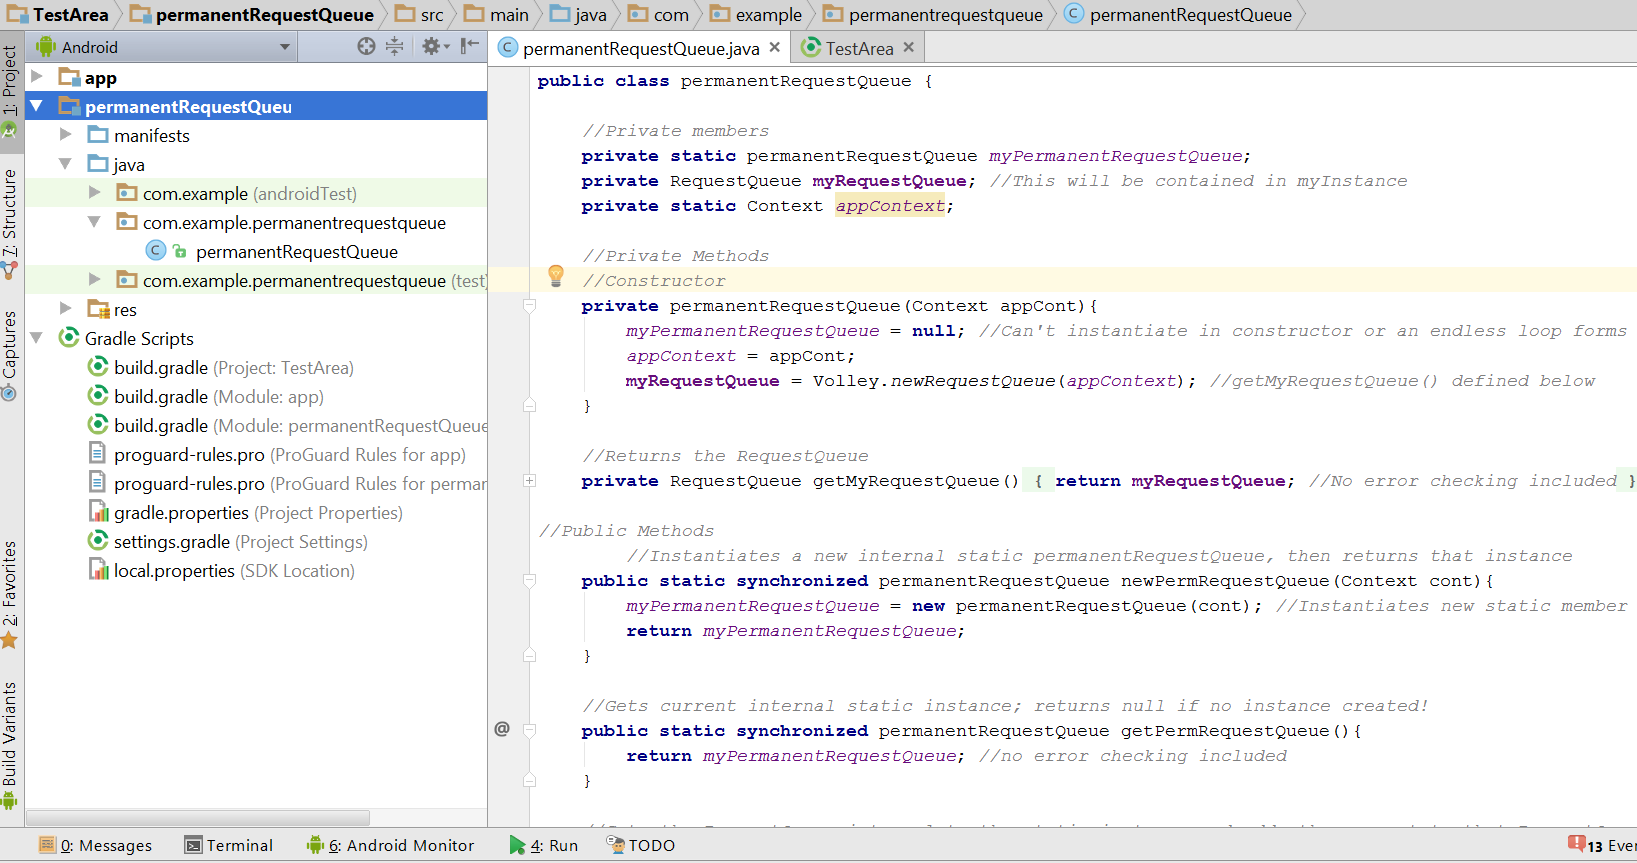 TestArea permanentRequestQueue src main java com example permanentrequestqueue permanentRequestQueue
Android
permanentRequestQueue.java TestArea
1: Project
7: Structure
Captures
2: Favorites
Build Variants
app
permanentRequestQueu
manifests
java
com.example (androidTest)
com.example.permanentrequestqueue
permanentRequestQueue
com.example.permanentrequestqueue (test)
res
Gradle Scripts
build.gradle (Project: TestArea)
build.gradle (Module: app)
build.gradle (Module: permanentRequestQueue
proguard-rules.pro (ProGuard Rules for app)
proguard-rules.pro (ProGuard Rules for permar
gradle.properties (Project Properties)
settings.gradle (Project Settings)
local.properties (SDK Location)
public class permanentRequestQueue {
//Private members
private static permanentRequestQueue myPermanentRequestQueue;
private RequestQueue myRequestQueue; //This will be contained in myInstance
private static Context appContext;
//Private Methods
//Constructor
private permanentRequestQueue(Context appCont){
myPermanentRequestQueue = null; //Can't instantiate in constructor or an endless loop forms
appContext = appCont;
myRequestQueue = Volley.newRequestQueue(appContext); //getMyRequestQueue() defined below
}
//Returns the RequestQueue
private RequestQueue getMyRequestQueue() { return myRequestQueue; //No error checking included }
//Public Methods
//Instantiates a new internal static permanentRequestQueue, then returns that instance
public static synchronized permanentRequestQueue newPermRequestQueue(Context cont){
myPermanentRequestQueue = new permanentRequestQueue(cont); //Instantiates new static member
return myPermanentRequestQueue;
}
//Gets current internal static instance; returns null if no instance created!
@ public static synchronized permanentRequestQueue getPermRequestQueue(){
return myPermanentRequestQueue; //no error checking included
}
0: Messages Terminal 6: Android Monitor 4: Run TODO 13 Ever